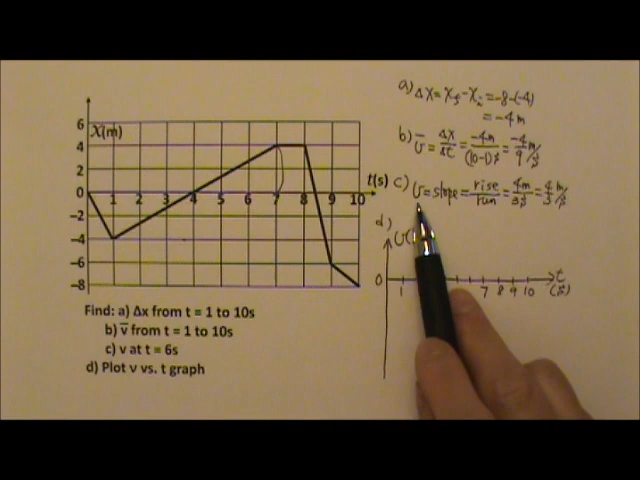 X(m)
6
4
2
0
−2
−4
−6
−8
1 2 3 4 5 6 7 8 9 10
t(s)
Find: a) Δx from t = 1 to 10s
b) v̅ from t = 1 to 10s
c) v at t = 6s
d) Plot v vs. t graph
a) Δx = x_f − x_i = −8−(−4)
= −4m
b) v̅ = Δx/Δt = −4m/(10−1)s = −4/9 m/s
c) v = slope = rise/run = 4m/3s = 4/3 m/s
d)
v(
0 1 7 8 9 10 t
(s)